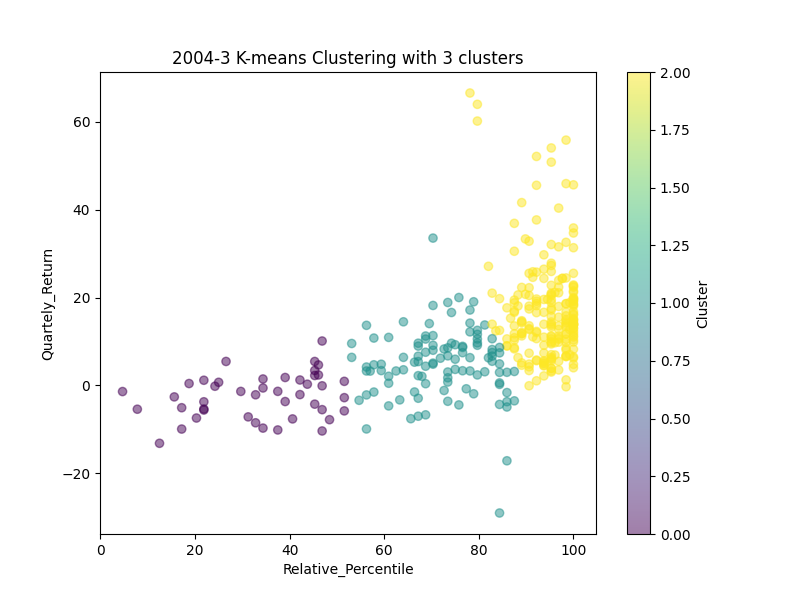 2004-3 K-means Clustering with 3 clusters
Quartely_Return
60
40
20
0
−20
0 20 40 60 80 100
Relative_Percentile
2.00
1.75
1.50
1.25
1.00
0.75
0.50
0.25
0.00
Cluster